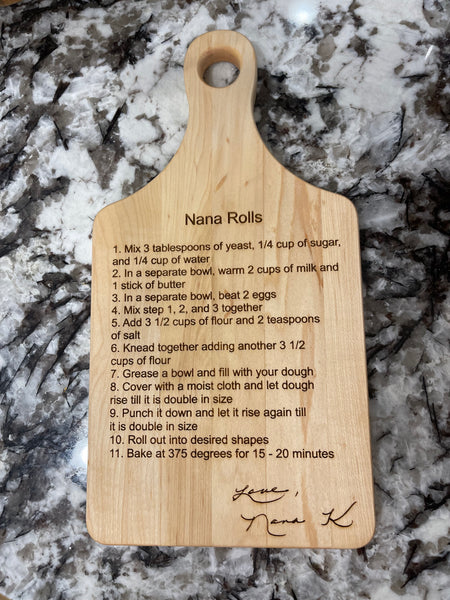 Nana Rolls
1. Mix 3 tablespoons of yeast, 1/4 cup of sugar,
and 1/4 cup of water
2. In a separate bowl, warm 2 cups of milk and
1 stick of butter
3. In a separate bowl, beat 2 eggs
4. Mix step 1, 2, and 3 together
5. Add 3 1/2 cups of flour and 2 teaspoons
of salt
6. Knead together adding another 3 1/2
cups of flour
7. Grease a bowl and fill with your dough
8. Cover with a moist cloth and let dough
rise till it is double in size
9. Punch it down and let it rise again till
it is double in size
10. Roll out into desired shapes
11. Bake at 375 degrees for 15 - 20 minutes
Love,
Nana K